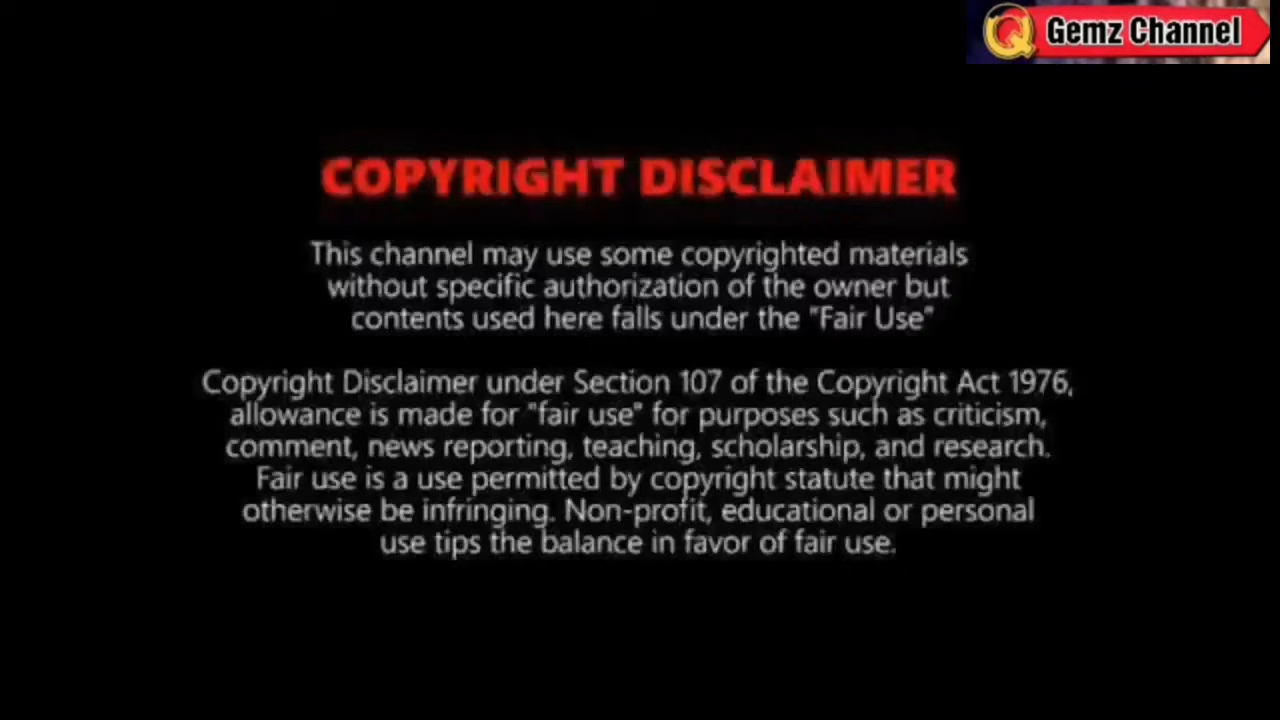 Gemz Channel
COPYRIGHT DISCLAIMER
This channel may use some copyrighted materials
without specific authorization of the owner but
contents used here falls under the "Fair Use"
Copyright Disclaimer under Section 107 of the Copyright Act 1976,
allowance is made for "fair use" for purposes such as criticism,
comment, news reporting, teaching, scholarship, and research.
Fair use is a use permitted by copyright statute that might
otherwise be infringing. Non-profit, educational or personal
use tips the balance in favor of fair use.